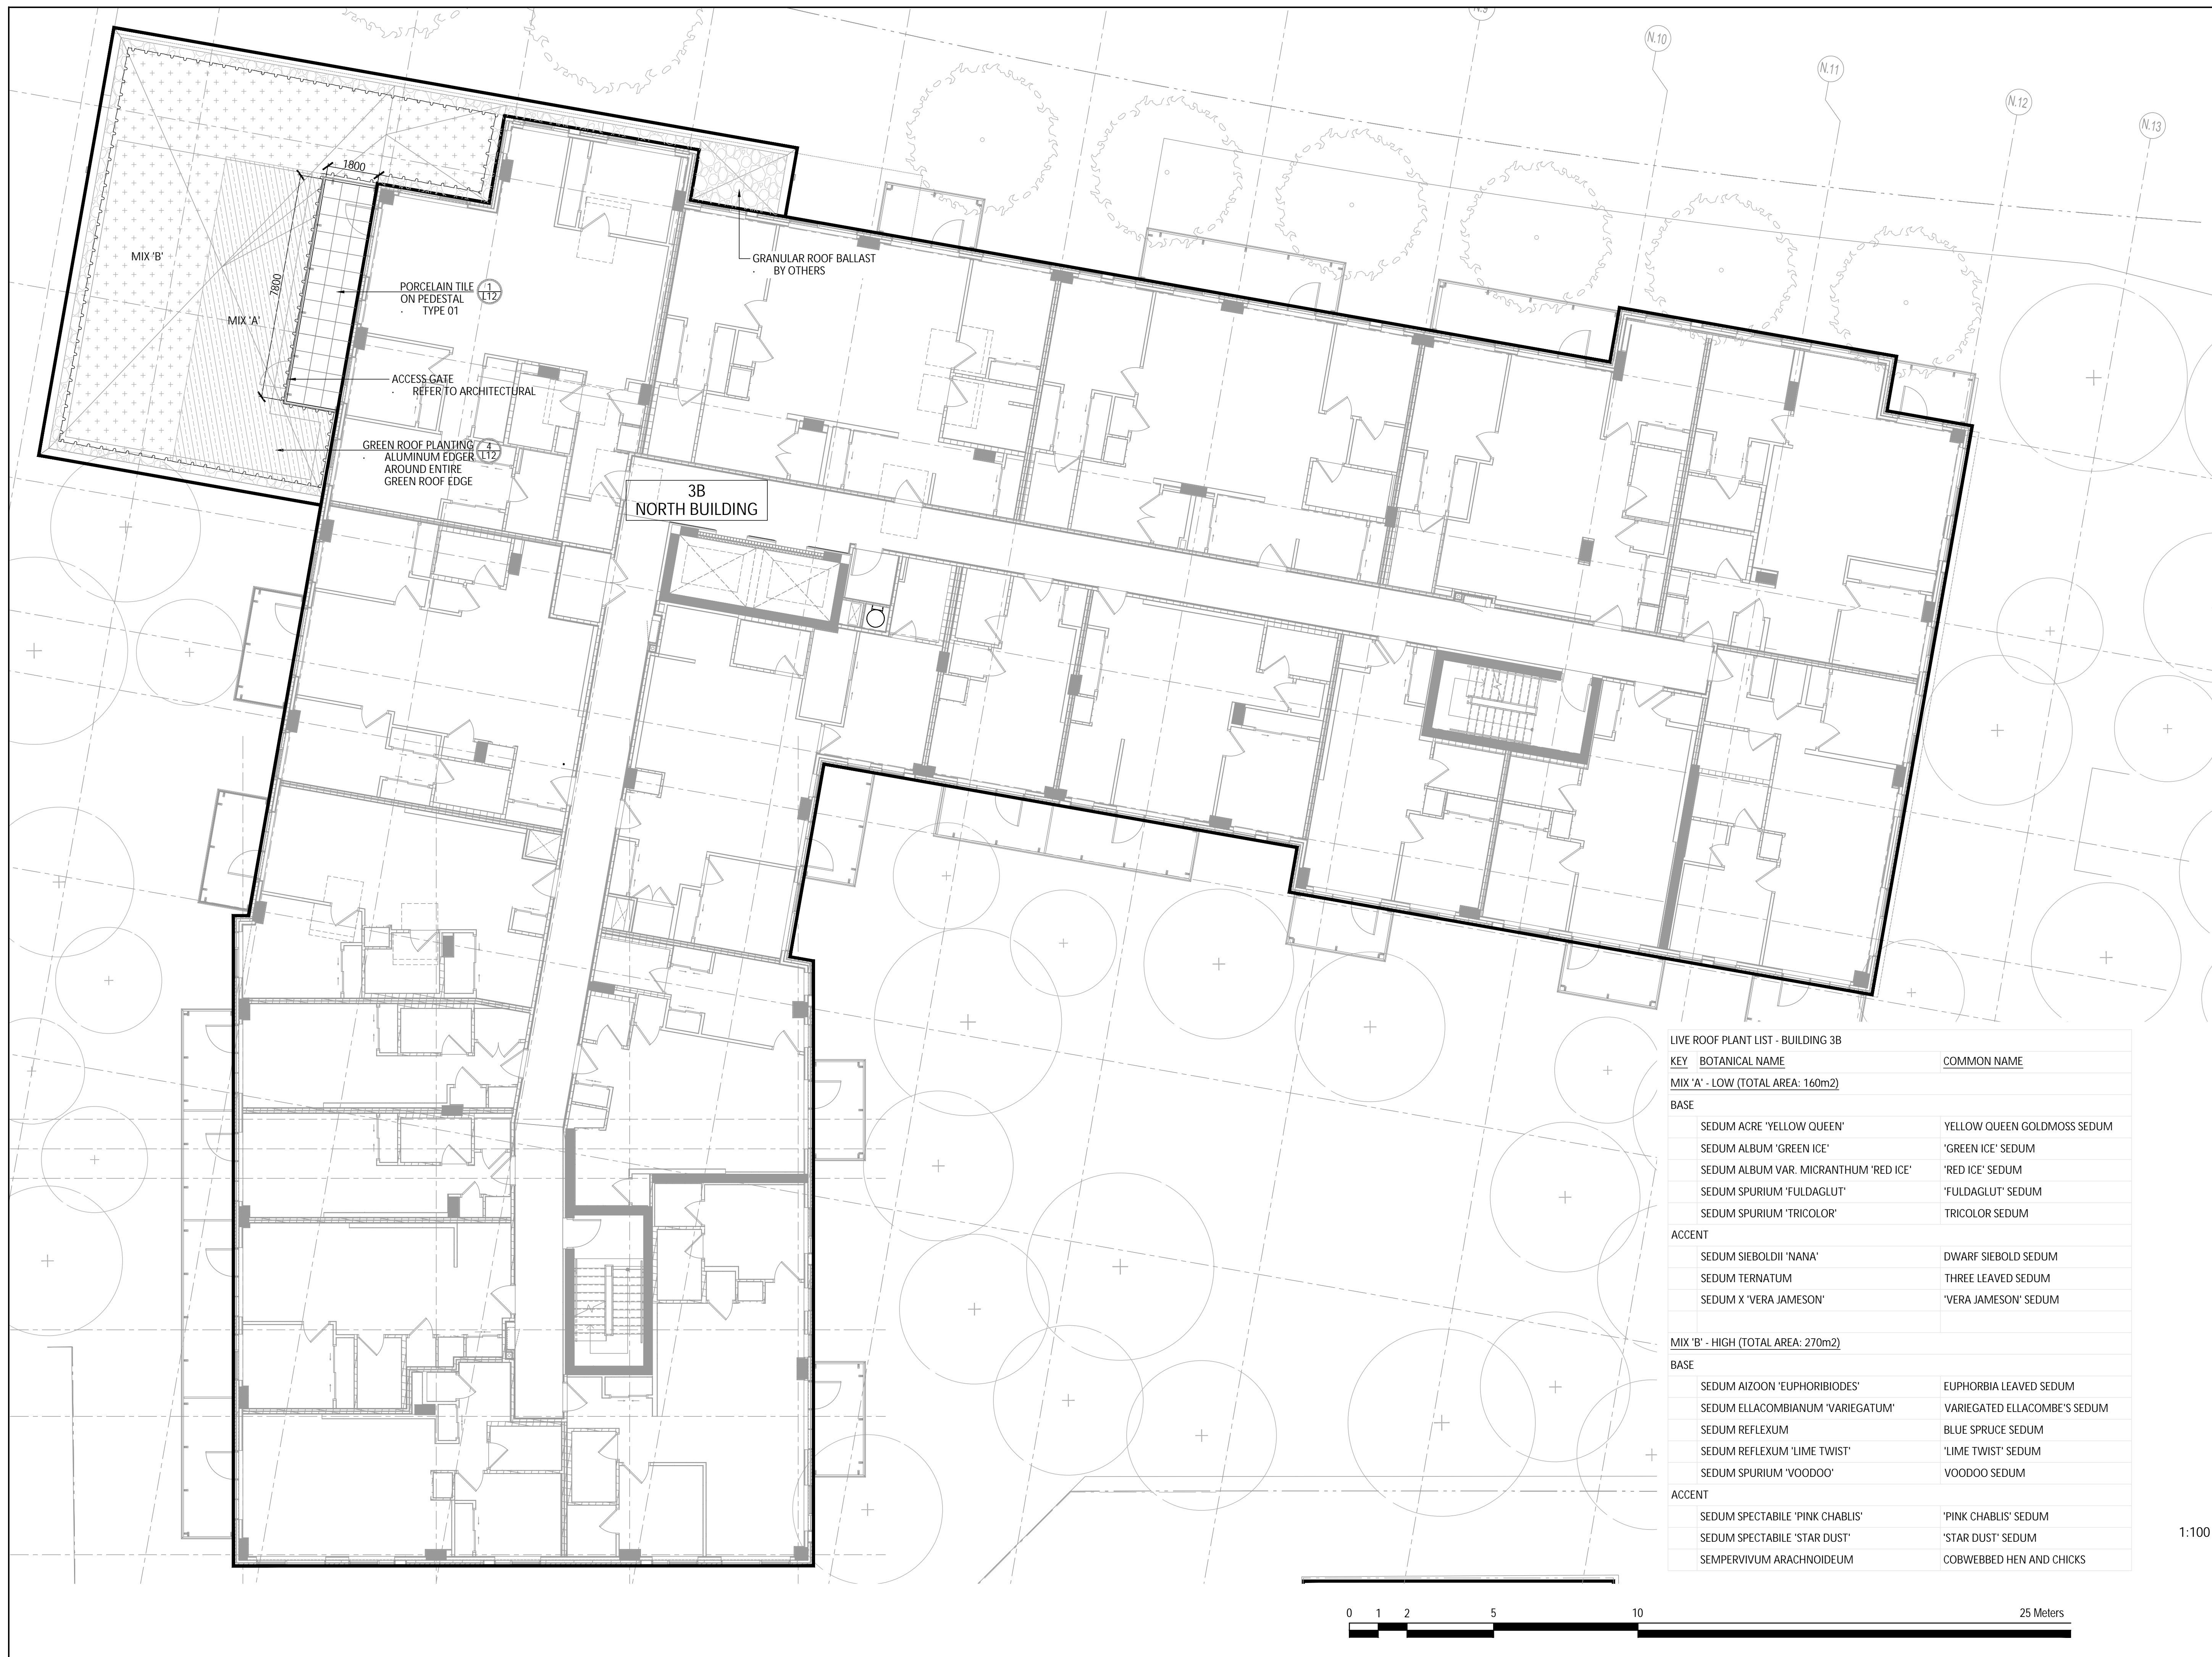 N.9
N.10
N.11
N.12
N.13
1800
7800
MIX 'B'
MIX 'A'
PORCELAIN TILE
ON PEDESTAL
· TYPE 01
1
L12
GRANULAR ROOF BALLAST
· BY OTHERS
ACCESS GATE
· REFER TO ARCHITECTURAL
GREEN ROOF PLANTING
· ALUMINUM EDGER
AROUND ENTIRE
GREEN ROOF EDGE
4
L12
3B
NORTH BUILDING
LIVE ROOF PLANT LIST - BUILDING 3B
KEY BOTANICAL NAME COMMON NAME
MIX 'A' - LOW (TOTAL AREA: 160m2)
BASE
SEDUM ACRE 'YELLOW QUEEN' YELLOW QUEEN GOLDMOSS SEDUM
SEDUM ALBUM 'GREEN ICE' 'GREEN ICE' SEDUM
SEDUM ALBUM VAR. MICRANTHUM 'RED ICE' 'RED ICE' SEDUM
SEDUM SPURIUM 'FULDAGLUT' 'FULDAGLUT' SEDUM
SEDUM SPURIUM 'TRICOLOR' TRICOLOR SEDUM
ACCENT
SEDUM SIEBOLDII 'NANA' DWARF SIEBOLD SEDUM
SEDUM TERNATUM THREE LEAVED SEDUM
SEDUM X 'VERA JAMESON' 'VERA JAMESON' SEDUM
MIX 'B' - HIGH (TOTAL AREA: 270m2)
BASE
SEDUM AIZOON 'EUPHORIBIODES' EUPHORBIA LEAVED SEDUM
SEDUM ELLACOMBIANUM 'VARIEGATUM' VARIEGATED ELLACOMBE'S SEDUM
SEDUM REFLEXUM BLUE SPRUCE SEDUM
SEDUM REFLEXUM 'LIME TWIST' 'LIME TWIST' SEDUM
SEDUM SPURIUM 'VOODOO' VOODOO SEDUM
ACCENT
SEDUM SPECTABILE 'PINK CHABLIS' 'PINK CHABLIS' SEDUM
SEDUM SPECTABILE 'STAR DUST' 'STAR DUST' SEDUM
SEMPERVIVUM ARACHNOIDEUM COBWEBBED HEN AND CHICKS
1:100
0 1 2 5 10 25 Meters